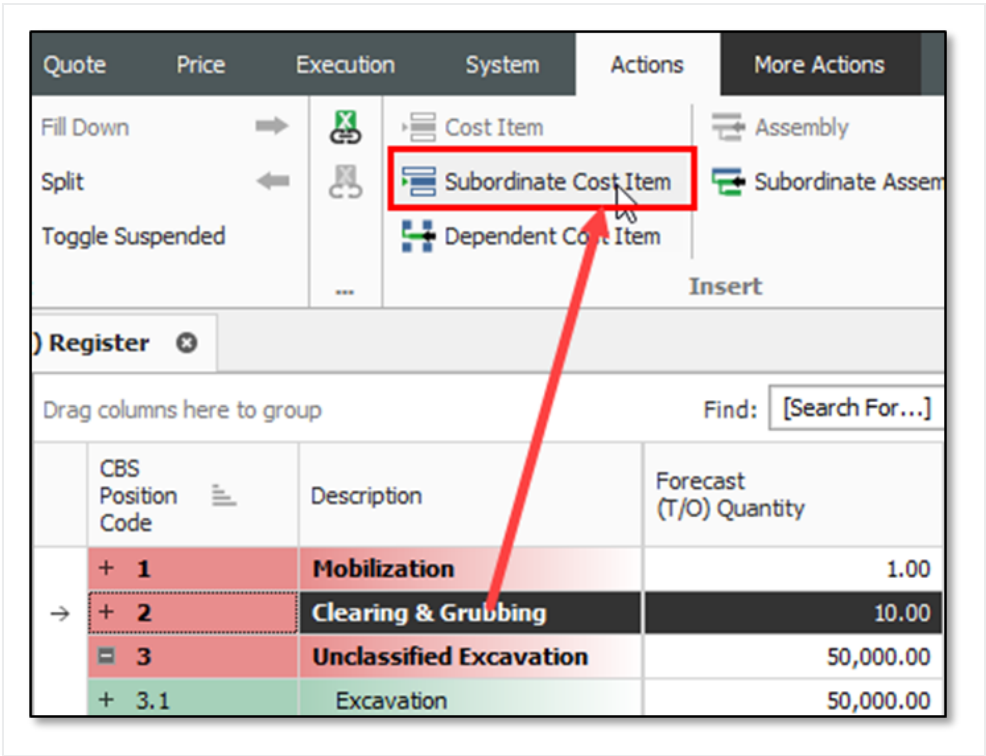 Quote Price Execution System Actions More Actions
Fill Down Cost Item Assembly
Split Subordinate Cost Item Subordinate Assem
Toggle Suspended Dependent Cost Item
... Insert
) Register
Drag columns here to group Find: [Search For...]
CBS
Position
Code
Description
Forecast
(T/O) Quantity
+ 1 Mobilization 1.00
+ 2 Clearing & Grubbing 10.00
3 Unclassified Excavation 50,000.00
+ 3.1 Excavation 50,000.00